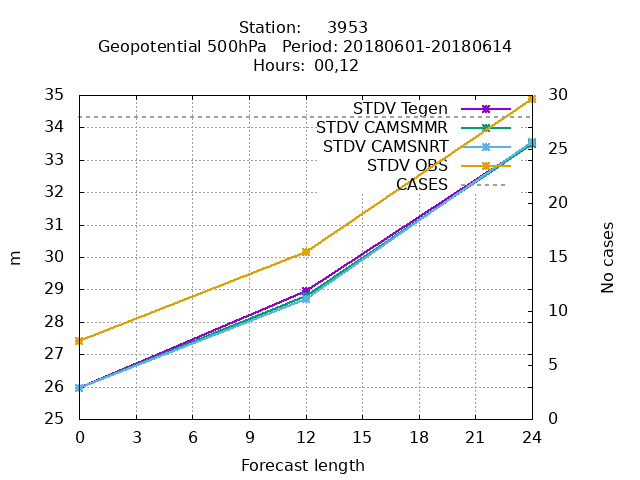 Station: 3953
Geopotential 500hPa Period: 20180601-20180614
Hours: 00,12
35
34
33
32
31
30
29
28
27
26
25
30
25
20
15
10
5
0
STDV Tegen
STDV CAMSMMR
STDV CAMSNRT
STDV OBS
CASES
m
No cases
0 3 6 9 12 15 18 21 24
Forecast length